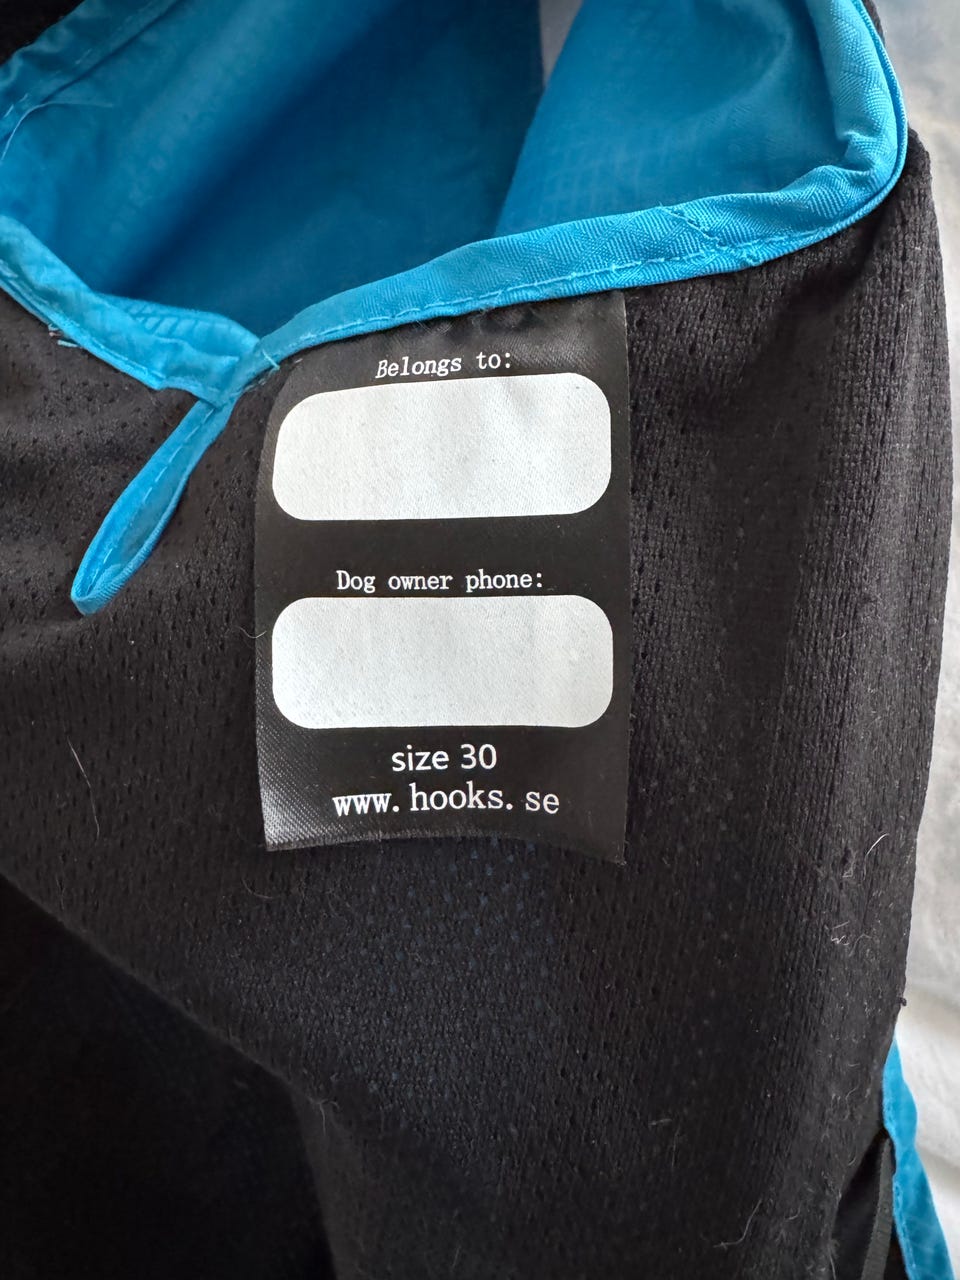 Belongs to:
Dog owner phone:
size 30
www.hooks.se